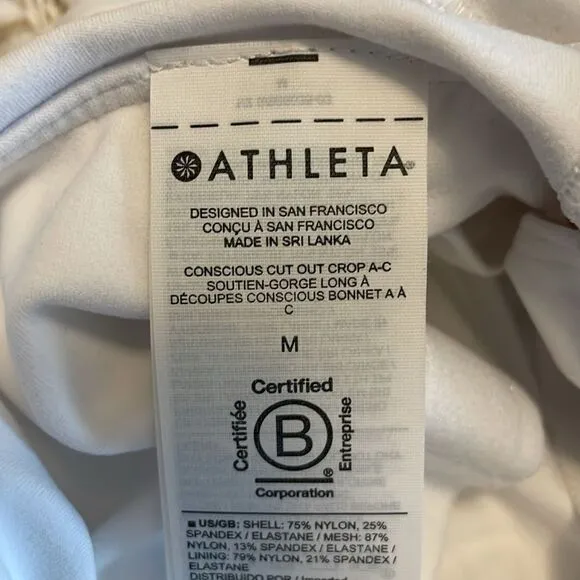 ATHLETA®
DESIGNED IN SAN FRANCISCO
CONÇU À SAN FRANCISCO
MADE IN SRI LANKA
CONSCIOUS CUT OUT CROP A-C
SOUTIEN-GORGE LONG À
DÉCOUPES CONSCIOUS BONNET A À
C
M
Certified
Certifiée
B
Entreprise
®
Corporation
US/GB: SHELL: 75% NYLON, 25%
SPANDEX / ELASTANE / MESH: 87%
NYLON, 13% SPANDEX / ELASTANE /
LINING: 79% NYLON, 21% SPANDEX /
ELASTANE
DISTRIBUIDO POR / Imported